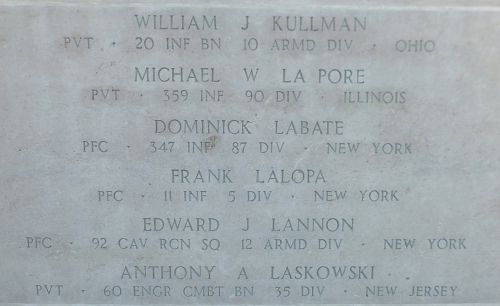 WILLIAM J KULLMAN
PVT · 20 INF BN 10 ARMD DIV · OHIO
MICHAEL W LA PORE
PVT · 359 INF 90 DIV · ILLINOIS
DOMINICK LABATE
PFC · 347 INF 87 DIV · NEW YORK
FRANK LALOPA
PFC · 11 INF 5 DIV · NEW YORK
EDWARD J LANNON
PFC · 92 CAV RCN SQ 12 ARMD DIV · NEW YORK
ANTHONY A LASKOWSKI
PVT · 60 ENGR CMBT BN 35 DIV · NEW JERSEY